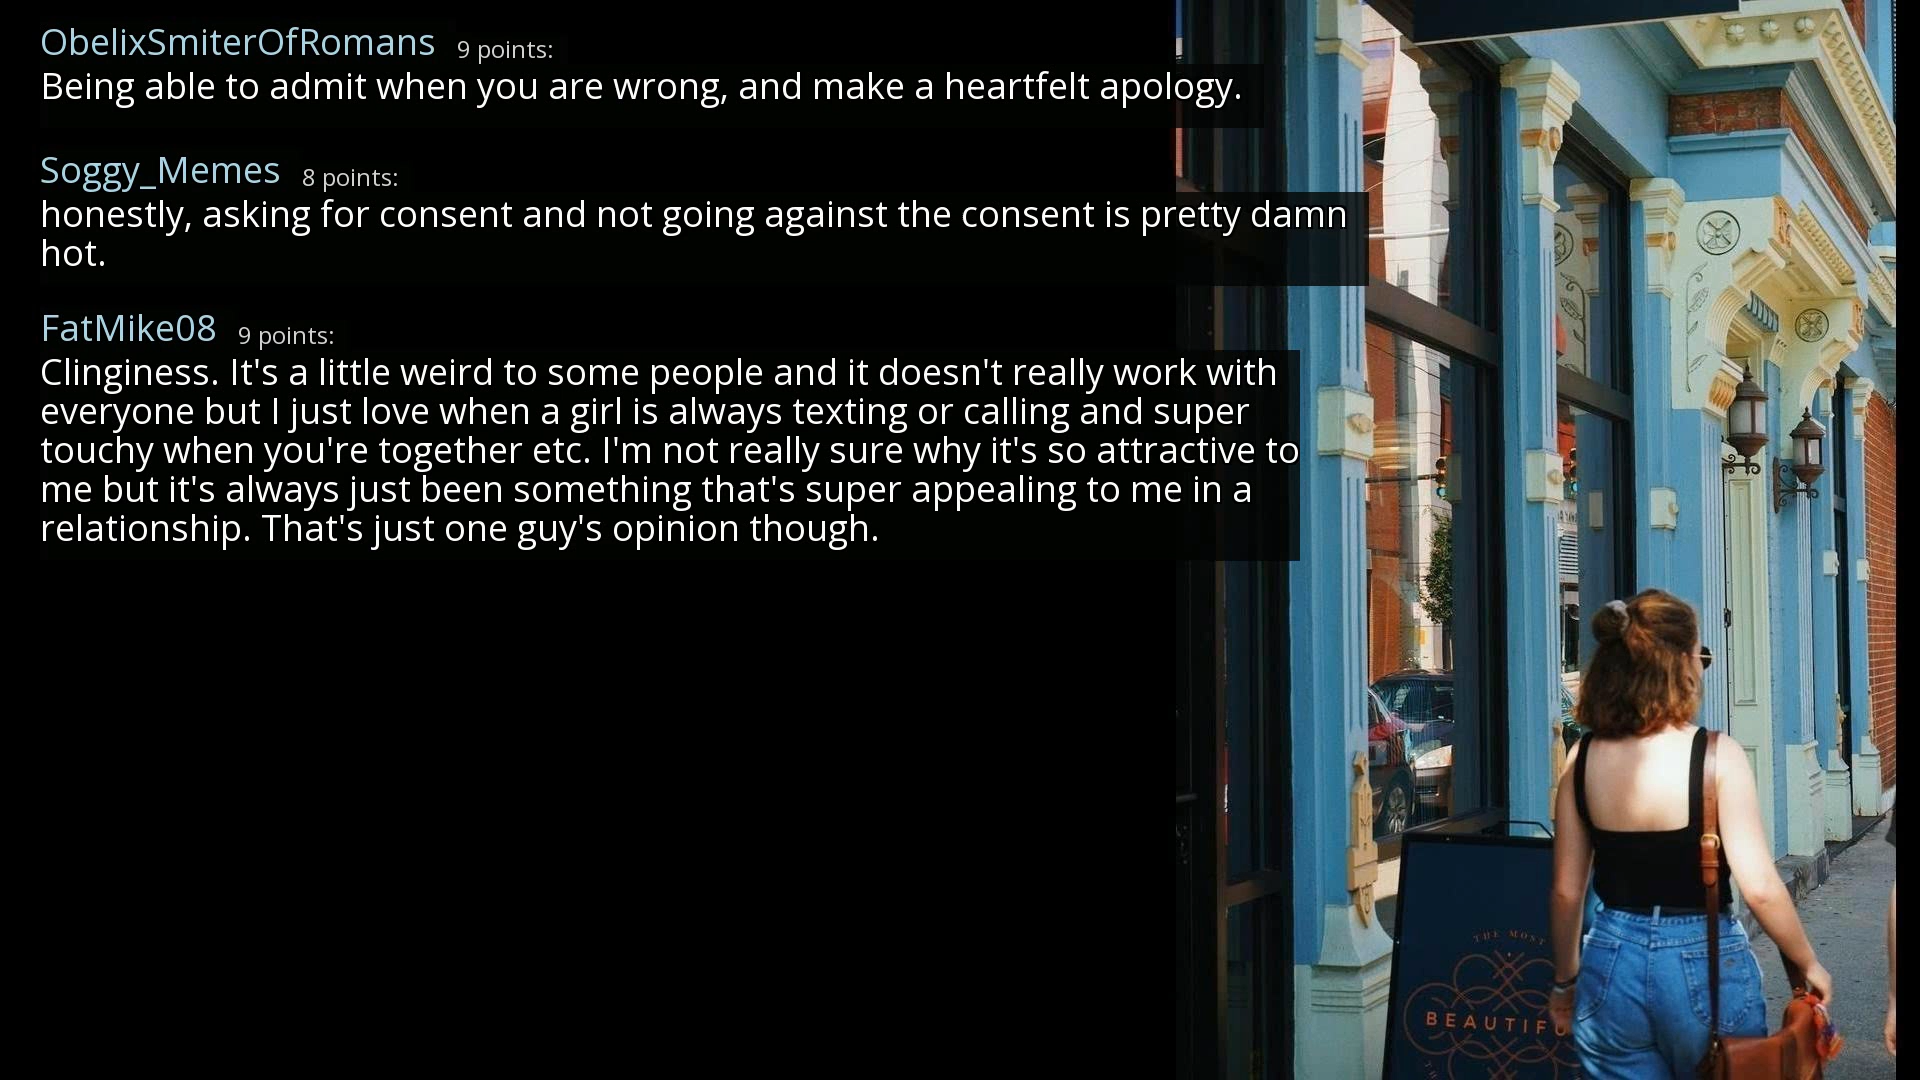 ObelixSmiterOfRomans 9 points:
Being able to admit when you are wrong, and make a heartfelt apology.
Soggy_Memes 8 points:
honestly, asking for consent and not going against the consent is pretty damn
hot.
FatMike08 9 points:
Clinginess. It's a little weird to some people and it doesn't really work with
everyone but I just love when a girl is always texting or calling and super
touchy when you're together etc. I'm not really sure why it's so attractive to
me but it's always just been something that's super appealing to me in a
relationship. That's just one guy's opinion though.
THE MOST
BEAUTIFU